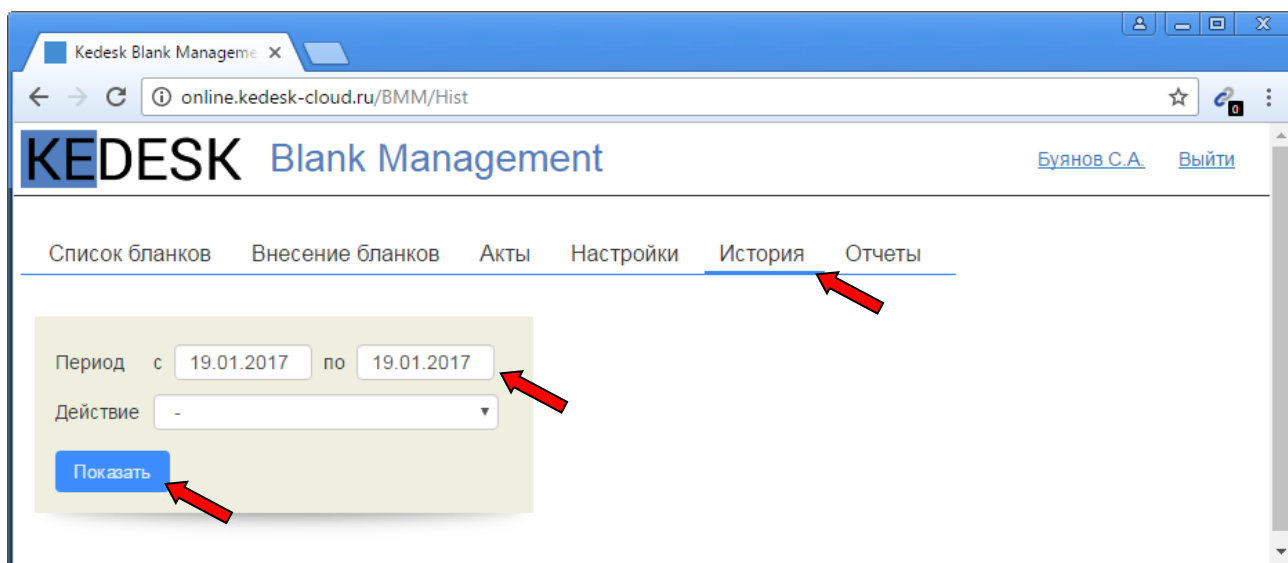 Kedesk Blank Manageme
online.kedesk-cloud.ru/BMM/Hist
0
KEDESK Blank Management Буянов С.А. Выйти
Список бланков Внесение бланков Акты Настройки История Отчеты
Период с 19.01.2017 по 19.01.2017
Действие -
Показать